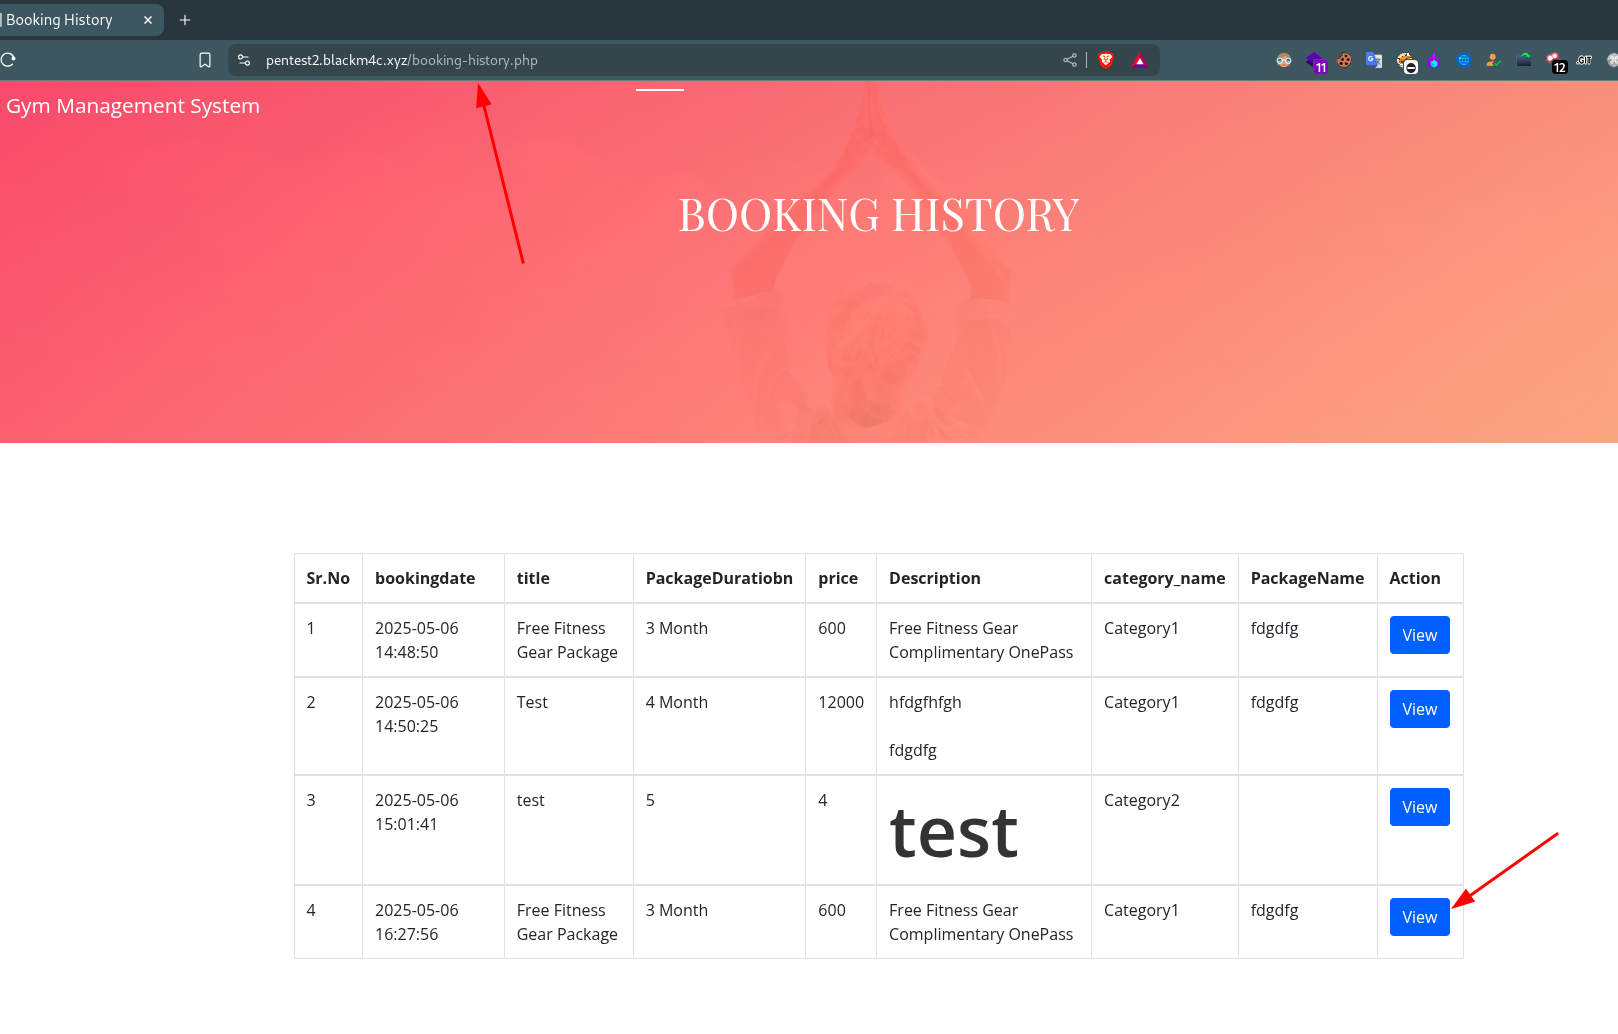 | Booking History
pentest2.blackm4c.xyz/booking-history.php
11
12
.GIT
Gym Management System
BOOKING HISTORY
Sr.No bookingdate title PackageDuratiobn price Description category_name PackageName Action
1 2025-05-06 Free Fitness 3 Month 600 Free Fitness Gear Category1 fdgdfg View
14:48:50 Gear Package Complimentary OnePass
2 2025-05-06 Test 4 Month 12000 hfdgfhfgh Category1 fdgdfg View
14:50:25
fdgdfg
3 2025-05-06 test 5 4 test Category2 View
15:01:41
4 2025-05-06 Free Fitness 3 Month 600 Free Fitness Gear Category1 fdgdfg View
16:27:56 Gear Package Complimentary OnePass